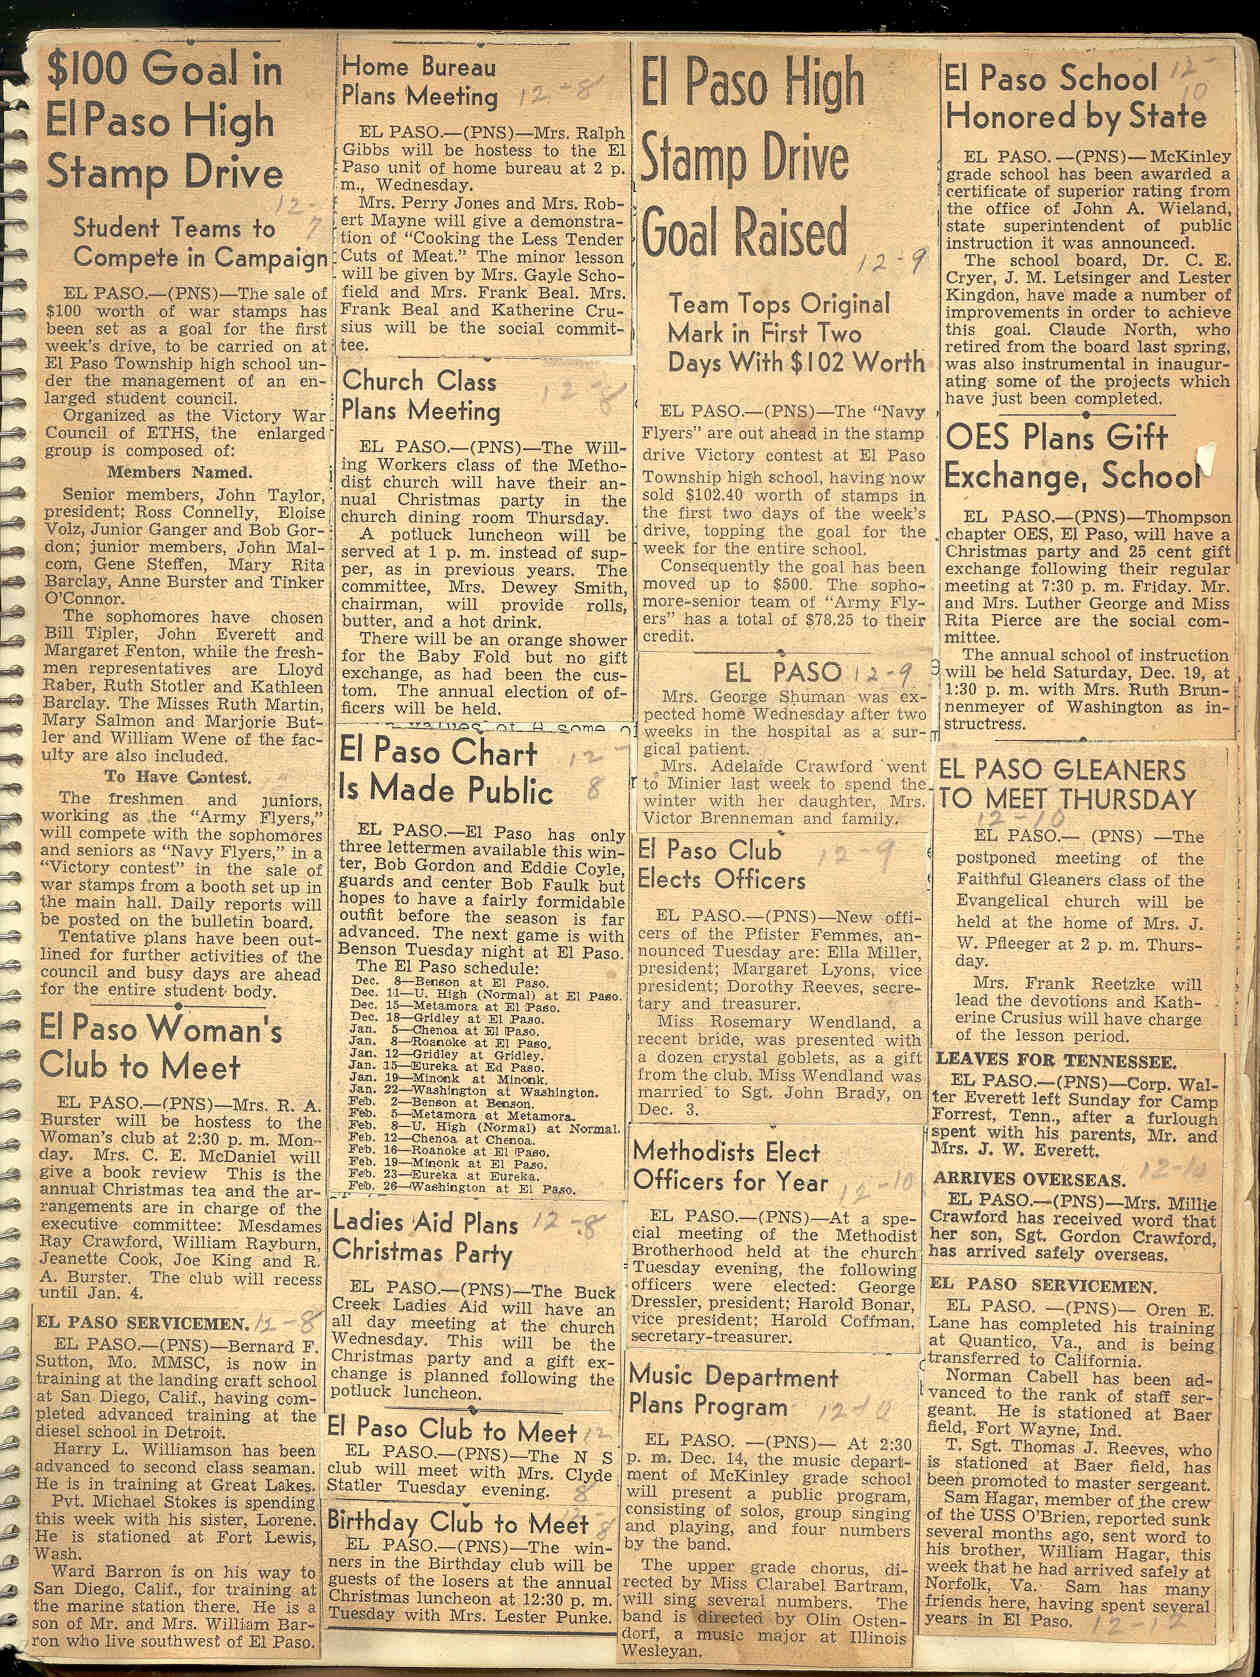 $100 Goal in
El Paso High
Stamp Drive
12-
7
Student Teams to
Compete in Campaign
EL PASO.—(PNS)—The sale of
$100 worth of war stamps has
been set as a goal for the first
week's drive, to be carried on at
El Paso Township high school un-
der the management of an en-
larged student council.
Organized as the Victory War
Council of ETHS, the enlarged
group is composed of:
Members Named.
Senior members, John Taylor,
president; Ross Connelly, Eloise
Volz, Junior Ganger and Bob Gor-
don; junior members, John Mal-
com, Gene Steffen, Mary Rita
Barclay, Anne Burster and Tinker
O'Connor.
The sophomores have chosen
Bill Tipler, John Everett and
Margaret Fenton, while the fresh-
men representatives are Lloyd
Raber, Ruth Stotler and Kathleen
Barclay. The Misses Ruth Martin,
Mary Salmon and Marjorie But-
ler and William Wene of the fac-
ulty are also included.
To Have Contest.
The freshmen and juniors,
working as the "Army Flyers,"
will compete with the sophomores
and seniors as "Navy Flyers," in a
"Victory contest" in the sale of
war stamps from a booth set up in
the main hall. Daily reports will
be posted on the bulletin board.
Tentative plans have been out-
lined for further activities of the
council and busy days are ahead
for the entire student body.
El Paso Woman's
Club to Meet
EL PASO.—(PNS)—Mrs. R. A.
Burster will be hostess to the
Woman's club at 2:30 p. m. Mon-
day. Mrs. C. E. McDaniel will
give a book review This is the
annual Christmas tea and the ar-
rangements are in charge of the
executive committee: Mesdames
Ray Crawford, William Rayburn,
Jeanette Cook, Joe King and R.
A. Burster. The club will recess
until Jan. 4.
EL PASO SERVICEMEN. 12-8
EL PASO.—(PNS)—Bernard F.
Sutton, Mo. MMSC, is now in
training at the landing craft school
at San Diego, Calif., having com-
pleted advanced training at the
diesel school in Detroit.
Harry L. Williamson has been
advanced to second class seaman.
He is in training at Great Lakes.
Pvt. Michael Stokes is spending
this week with his sister, Lorene.
He is stationed at Fort Lewis,
Wash.
Ward Barron is on his way to
San Diego, Calif., for training at
the marine station there. He is a
son of Mr. and Mrs. William Bar-
ron who live southwest of El Paso.
Home Bureau
Plans Meeting 12-8
EL PASO.—(PNS)—Mrs. Ralph
Gibbs will be hostess to the El
Paso unit of home bureau at 2 p.
m., Wednesday.
Mrs. Perry Jones and Mrs. Rob-
ert Mayne will give a demonstra-
tion of "Cooking the Less Tender
Cuts of Meat." The minor lesson
will be given by Mrs. Gayle Scho-
field and Mrs. Frank Beal. Mrs.
Frank Beal and Katherine Cru-
sius will be the social commit-
tee.
Church Class
Plans Meeting
12-8
EL PASO.—(PNS)—The Will-
ing Workers class of the Metho-
dist church will have their an-
nual Christmas party in the
church dining room Thursday.
A potluck luncheon will be
served at 1 p. m. instead of sup-
per, as in previous years. The
committee, Mrs. Dewey Smith,
chairman, will provide rolls,
butter, and a hot drink.
There will be an orange shower
for the Baby Fold but no gift
exchange, as had been the cus-
tom. The annual election of of-
ficers will be held.
El Paso Chart
Is Made Public
12-
8
EL PASO.—El Paso has only
three lettermen available this win-
ter, Bob Gordon and Eddie Coyle,
guards and center Bob Faulk but
hopes to have a fairly formidable
outfit before the season is far
advanced. The next game is with
Benson Tuesday night at El Paso.
The El Paso schedule:
Dec. 8—Benson at El Paso.
Dec. 11—U. High (Normal) at El Paso.
Dec. 15—Metamora at El Paso.
Dec. 18—Gridley at El Paso.
Jan. 5—Chenoa at El Paso.
Jan. 8—Roanoke at El Paso.
Jan. 12—Gridley at Gridley.
Jan. 15—Eureka at Ed Paso.
Jan. 19—Minonk at Minonk.
Jan. 22—Washington at Washington.
Feb. 2—Benson at Benson.
Feb. 5—Metamora at Metamora.
Feb. 8—U. High (Normal) at Normal.
Feb. 12—Chenoa at Chenoa.
Feb. 16—Roanoke at El Paso.
Feb. 19—Minonk at El Paso.
Feb. 23—Eureka at Eureka.
Feb. 26—Washington at El Paso.
Ladies Aid Plans 12-8
Christmas Party
EL PASO.—(PNS)—The Buck
Creek Ladies Aid will have an
all day meeting at the church
Wednesday. This will be the
Christmas party and a gift ex-
change is planned following the
potluck luncheon.
El Paso Club to Meet 12
EL PASO.—(PNS)—The N S
club will meet with Mrs. Clyde
Statler Tuesday evening. 8
Birthday Club to Meet
12-8
EL PASO.—(PNS)—The win-
ners in the Birthday club will be
guests of the losers at the annual
Christmas luncheon at 12:30 p. m.
Tuesday with Mrs. Lester Punke.
El Paso High
Stamp Drive
Goal Raised
12-9
Team Tops Original
Mark in First Two
Days With $102 Worth
EL PASO.—(PNS)—The "Navy
Flyers" are out ahead in the stamp
drive Victory contest at El Paso
Township high school, having now
sold $102.40 worth of stamps in
the first two days of the week's
drive, topping the goal for the
week for the entire school.
Consequently the goal has been
moved up to $500. The sopho-
more-senior team of "Army Fly-
ers" has a total of $78.25 to their
credit.
EL PASO 12-9
Mrs. George Shuman was ex-
pected home Wednesday after two
weeks in the hospital as a sur-
gical patient.
Mrs. Adelaide Crawford went
to Minier last week to spend the
winter with her daughter, Mrs.
Victor Brenneman and family.
El Paso Club 12-9
Elects Officers
EL PASO.—(PNS)—New offi-
cers of the Pfister Femmes, an-
nounced Tuesday are: Ella Miller,
president; Margaret Lyons, vice
president; Dorothy Reeves, secre-
tary and treasurer.
Miss Rosemary Wendland, a
recent bride, was presented with
a dozen crystal goblets, as a gift
from the club. Miss Wendland was
married to Sgt. John Brady, on
Dec. 3.
Methodists Elect
Officers for Year 12-10
EL PASO.—(PNS)—At a spe-
cial meeting of the Methodist
Brotherhood held at the church
Tuesday evening, the following
officers were elected: George
Dressler, president; Harold Bonar,
vice president; Harold Coffman,
secretary-treasurer.
Music Department
Plans Program 12-10
EL PASO. —(PNS)— At 2:30
p. m. Dec. 14, the music depart-
ment of McKinley grade school
will present a public program,
consisting of solos, group singing
and playing, and four numbers
by the band.
The upper grade chorus, di-
rected by Miss Clarabel Bartram,
will sing several numbers. The
band is directed by Olin Osten-
dorf, a music major at Illinois
Wesleyan.
El Paso School 12-
10
Honored by State
EL PASO. —(PNS)— McKinley
grade school has been awarded a
certificate of superior rating from
the office of John A. Wieland,
state superintendent of public
instruction it was announced.
The school board, Dr. C. E.
Cryer, J. M. Letsinger and Lester
Kingdon, have made a number of
improvements in order to achieve
this goal. Claude North, who
retired from the board last spring,
was also instrumental in inaugur-
ating some of the projects which
have just been completed.
OES Plans Gift
Exchange, School
EL PASO.—(PNS)—Thompson
chapter OES, El Paso, will have a
Christmas party and 25 cent gift
exchange following their regular
meeting at 7:30 p. m. Friday. Mr.
and Mrs. Luther George and Miss
Rita Pierce are the social com-
mittee.
The annual school of instruction
will be held Saturday, Dec. 19, at
1:30 p. m. with Mrs. Ruth Brun-
nenmeyer of Washington as in-
structress.
EL PASO GLEANERS
TO MEET THURSDAY
12-10
EL PASO.— (PNS) —The
postponed meeting of the
Faithful Gleaners class of the
Evangelical church will be
held at the home of Mrs. J.
W. Pfleeger at 2 p. m. Thurs-
day.
Mrs. Frank Reetzke will
lead the devotions and Kath-
erine Crusius will have charge
of the lesson period.
LEAVES FOR TENNESSEE.
EL PASO.—(PNS)—Corp. Wal-
ter Everett left Sunday for Camp
Forrest, Tenn., after a furlough
spent with his parents, Mr. and
Mrs. J. W. Everett.
12-10
ARRIVES OVERSEAS.
EL PASO.—(PNS)—Mrs. Millie
Crawford has received word that
her son, Sgt. Gordon Crawford,
has arrived safely overseas.
EL PASO SERVICEMEN.
EL PASO. —(PNS)— Oren E.
Lane has completed his training
at Quantico, Va., and is being
transferred to California.
Norman Cabell has been ad-
vanced to the rank of staff ser-
geant. He is stationed at Baer
field, Fort Wayne, Ind.
T. Sgt. Thomas J. Reeves, who
is stationed at Baer field, has
been promoted to master sergeant.
Sam Hagar, member of the crew
of the USS O'Brien, reported sunk
several months ago, sent word to
his brother, William Hagar, this
week that he had arrived safely at
Norfolk, Va. Sam has many
friends here, having spent several
years in El Paso. 12-12